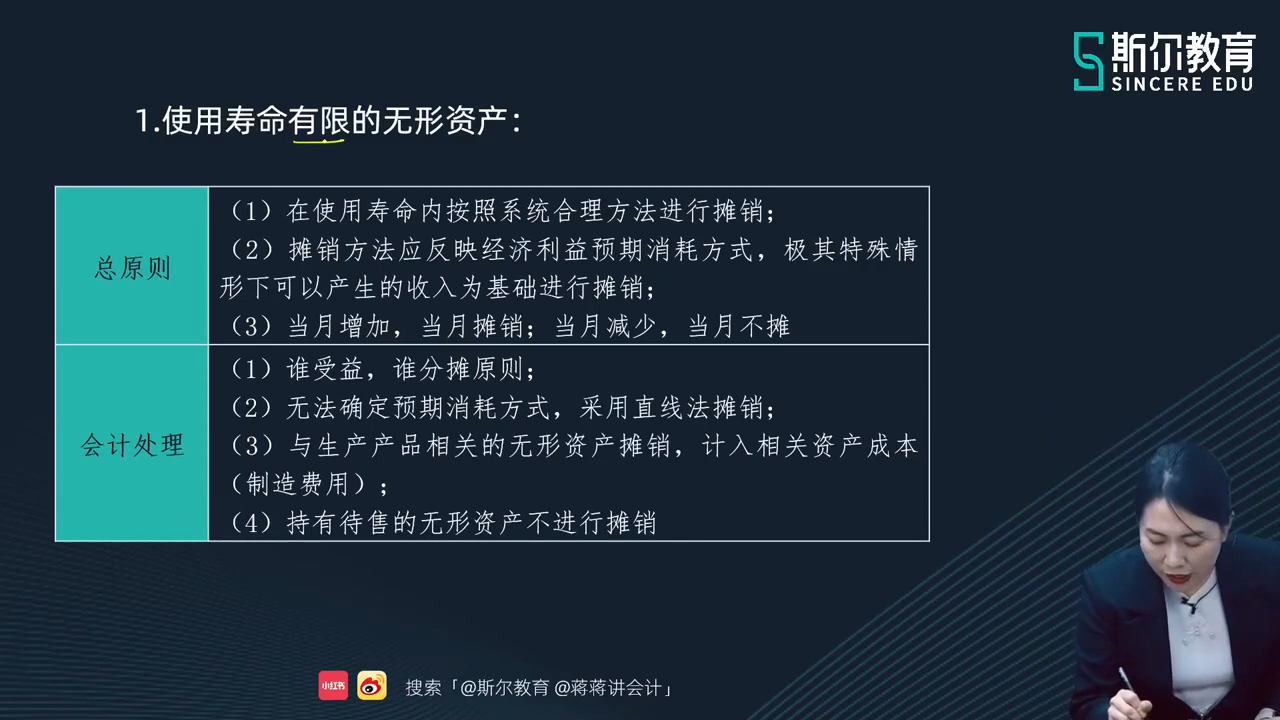 斯尔教育
SINCERE EDU
1.使用寿命有限的无形资产：
总原则
（1）在使用寿命内按照系统合理方法进行摊销；
（2）摊销方法应反映经济利益预期消耗方式，极其特殊情
形下可以产生的收入为基础进行摊销；
（3）当月增加，当月摊销；当月减少，当月不摊
会计处理
（1）谁受益，谁分摊原则；
（2）无法确定预期消耗方式，采用直线法摊销；
（3）与生产产品相关的无形资产摊销，计入相关资产成本
（制造费用）；
（4）持有待售的无形资产不进行摊销
小红书
搜索「@斯尔教育 @蒋蒋讲会计」